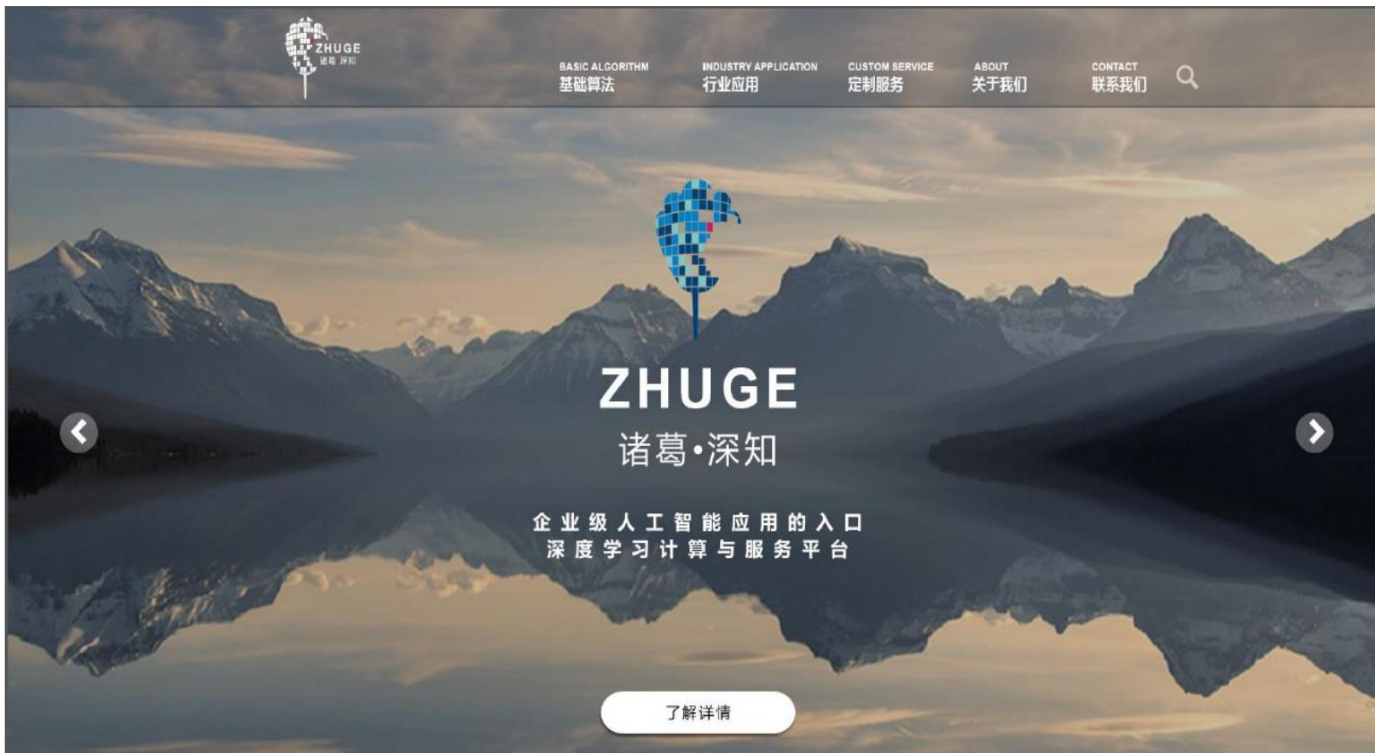 ZHUGE
诸葛 深知
BASIC ALGORITHM
基础算法
INDUSTRY APPLICATION
行业应用
CUSTOM SERVICE
定制服务
ABOUT
关于我们
CONTACT
联系我们
ZHUGE
诸葛•深知
企业级人工智能应用的入口
深度学习计算与服务平台
了解详情